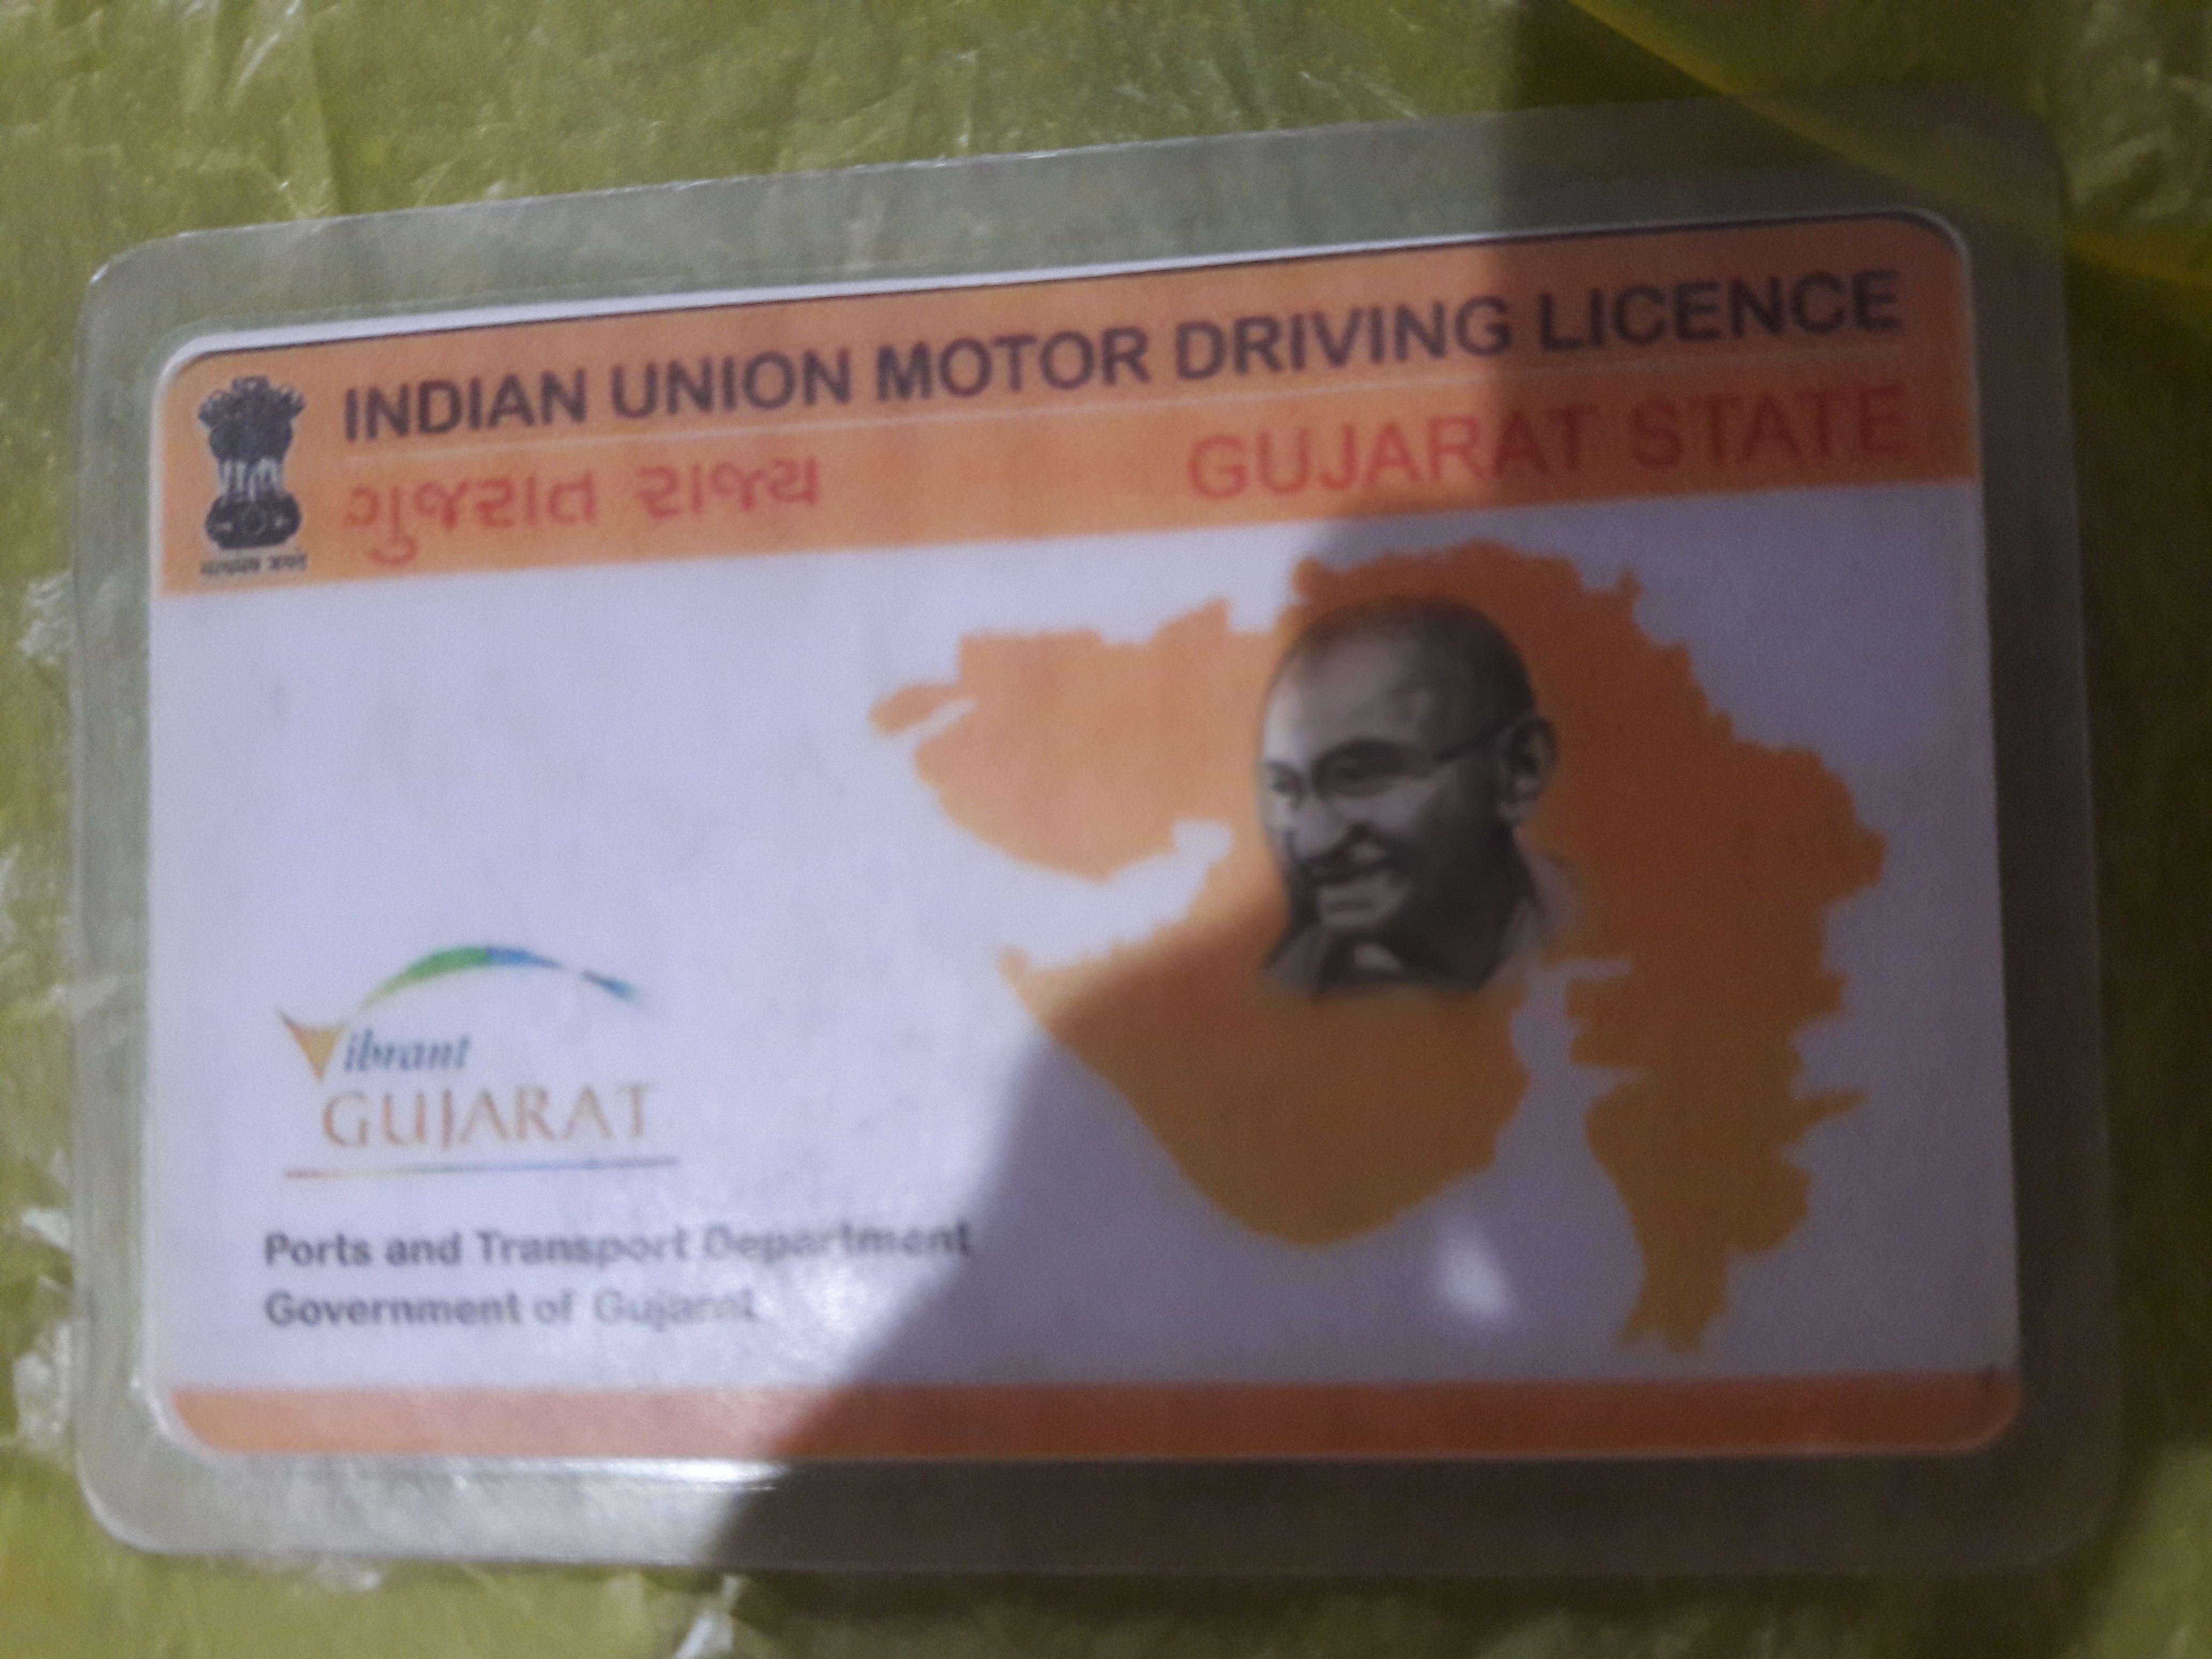 INDIAN UNION MOTOR DRIVING LICENCE
ગુજરાત રાજ્ય GUJARAT STATE
सत्यमेव जयते
Vibrant
GUJARAT
Ports and Transport Department
Government of Gujarat